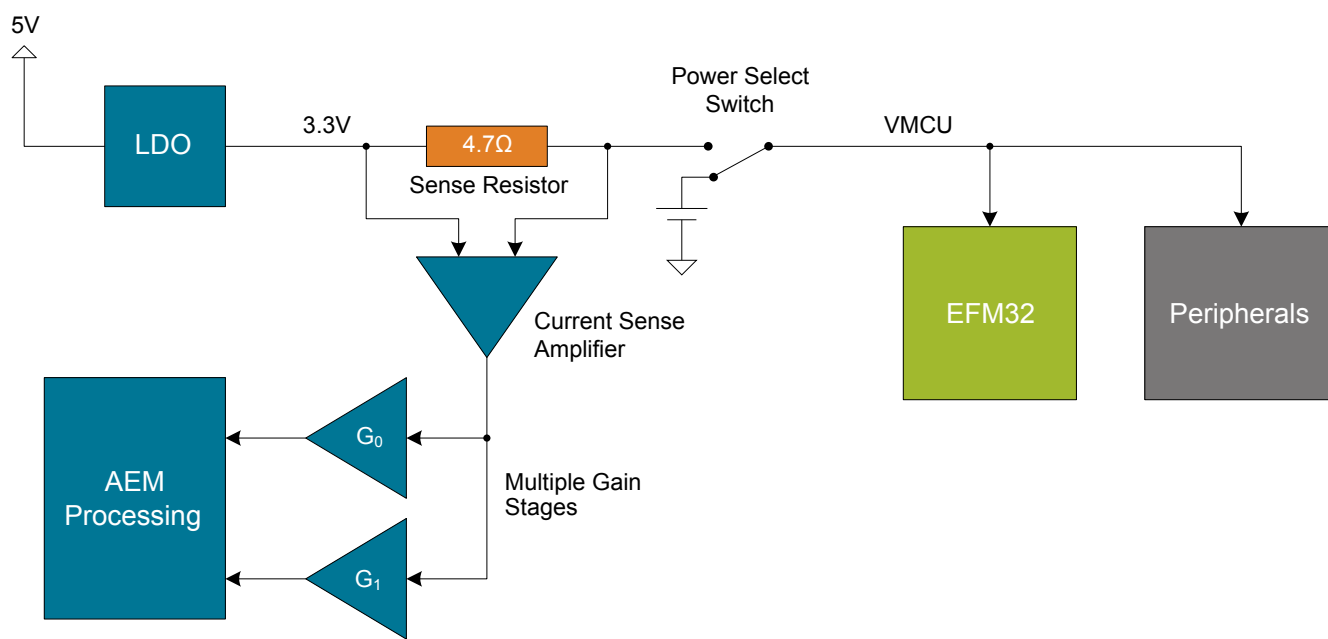 5V
LDO
3.3V
4.7Ω
Sense Resistor
Power Select
Switch
VMCU
EFM32
Peripherals
Current Sense
Amplifier
AEM
Processing
G₀
Multiple Gain
Stages
G₁